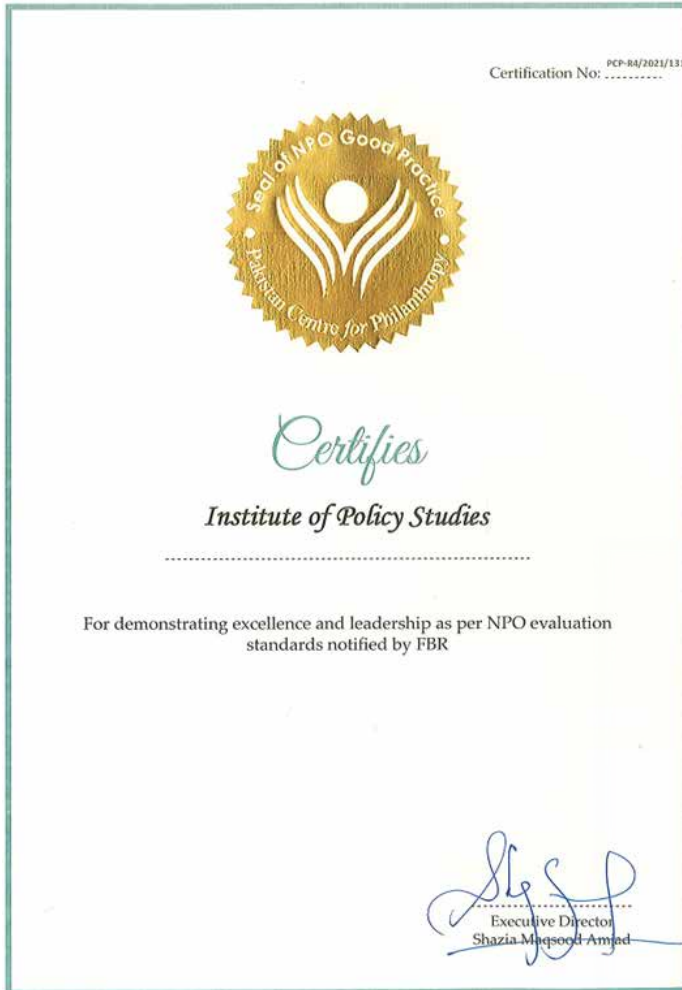 PCP-R4/2021/131
Certification No: ............
Seal of NPO Good Practice
Pakistan Centre for Philanthropy
Certifies
Institute of Policy Studies
For demonstrating excellence and leadership as per NPO evaluation
standards notified by FBR
Executive Director
Shazia Maqsood Amjad